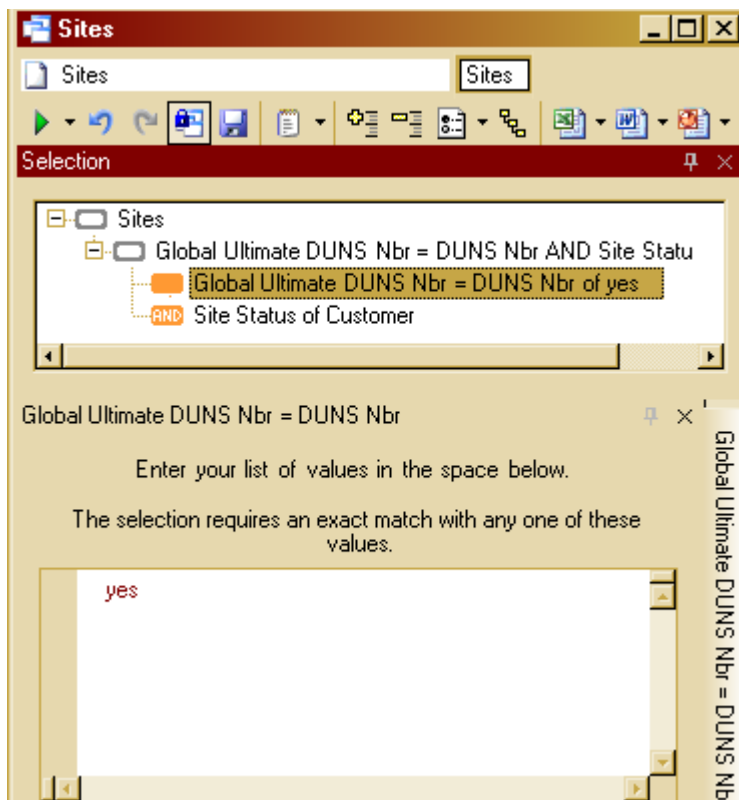 Sites
Sites
Sites
Selection
Sites
Global Ultimate DUNS Nbr = DUNS Nbr AND Site Statu
Global Ultimate DUNS Nbr = DUNS Nbr of yes
AND Site Status of Customer
Global Ultimate DUNS Nbr = DUNS Nbr
Enter your list of values in the space below.
The selection requires an exact match with any one of these
values.
yes
Global Ultimate DUNS Nbr = DUNS Nb